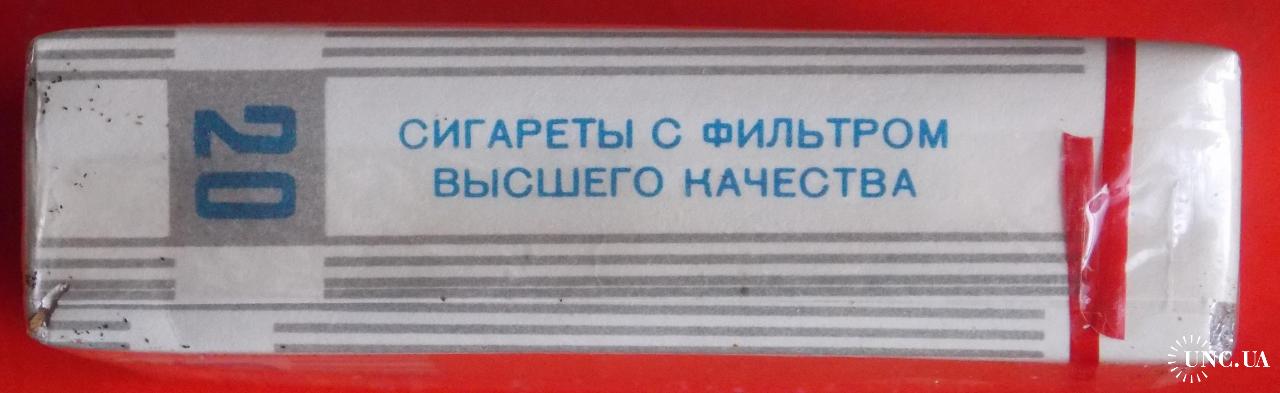 20
СИГАРЕТЫ С ФИЛЬТРОМ
ВЫСШЕГО КАЧЕСТВА
UNC.UA